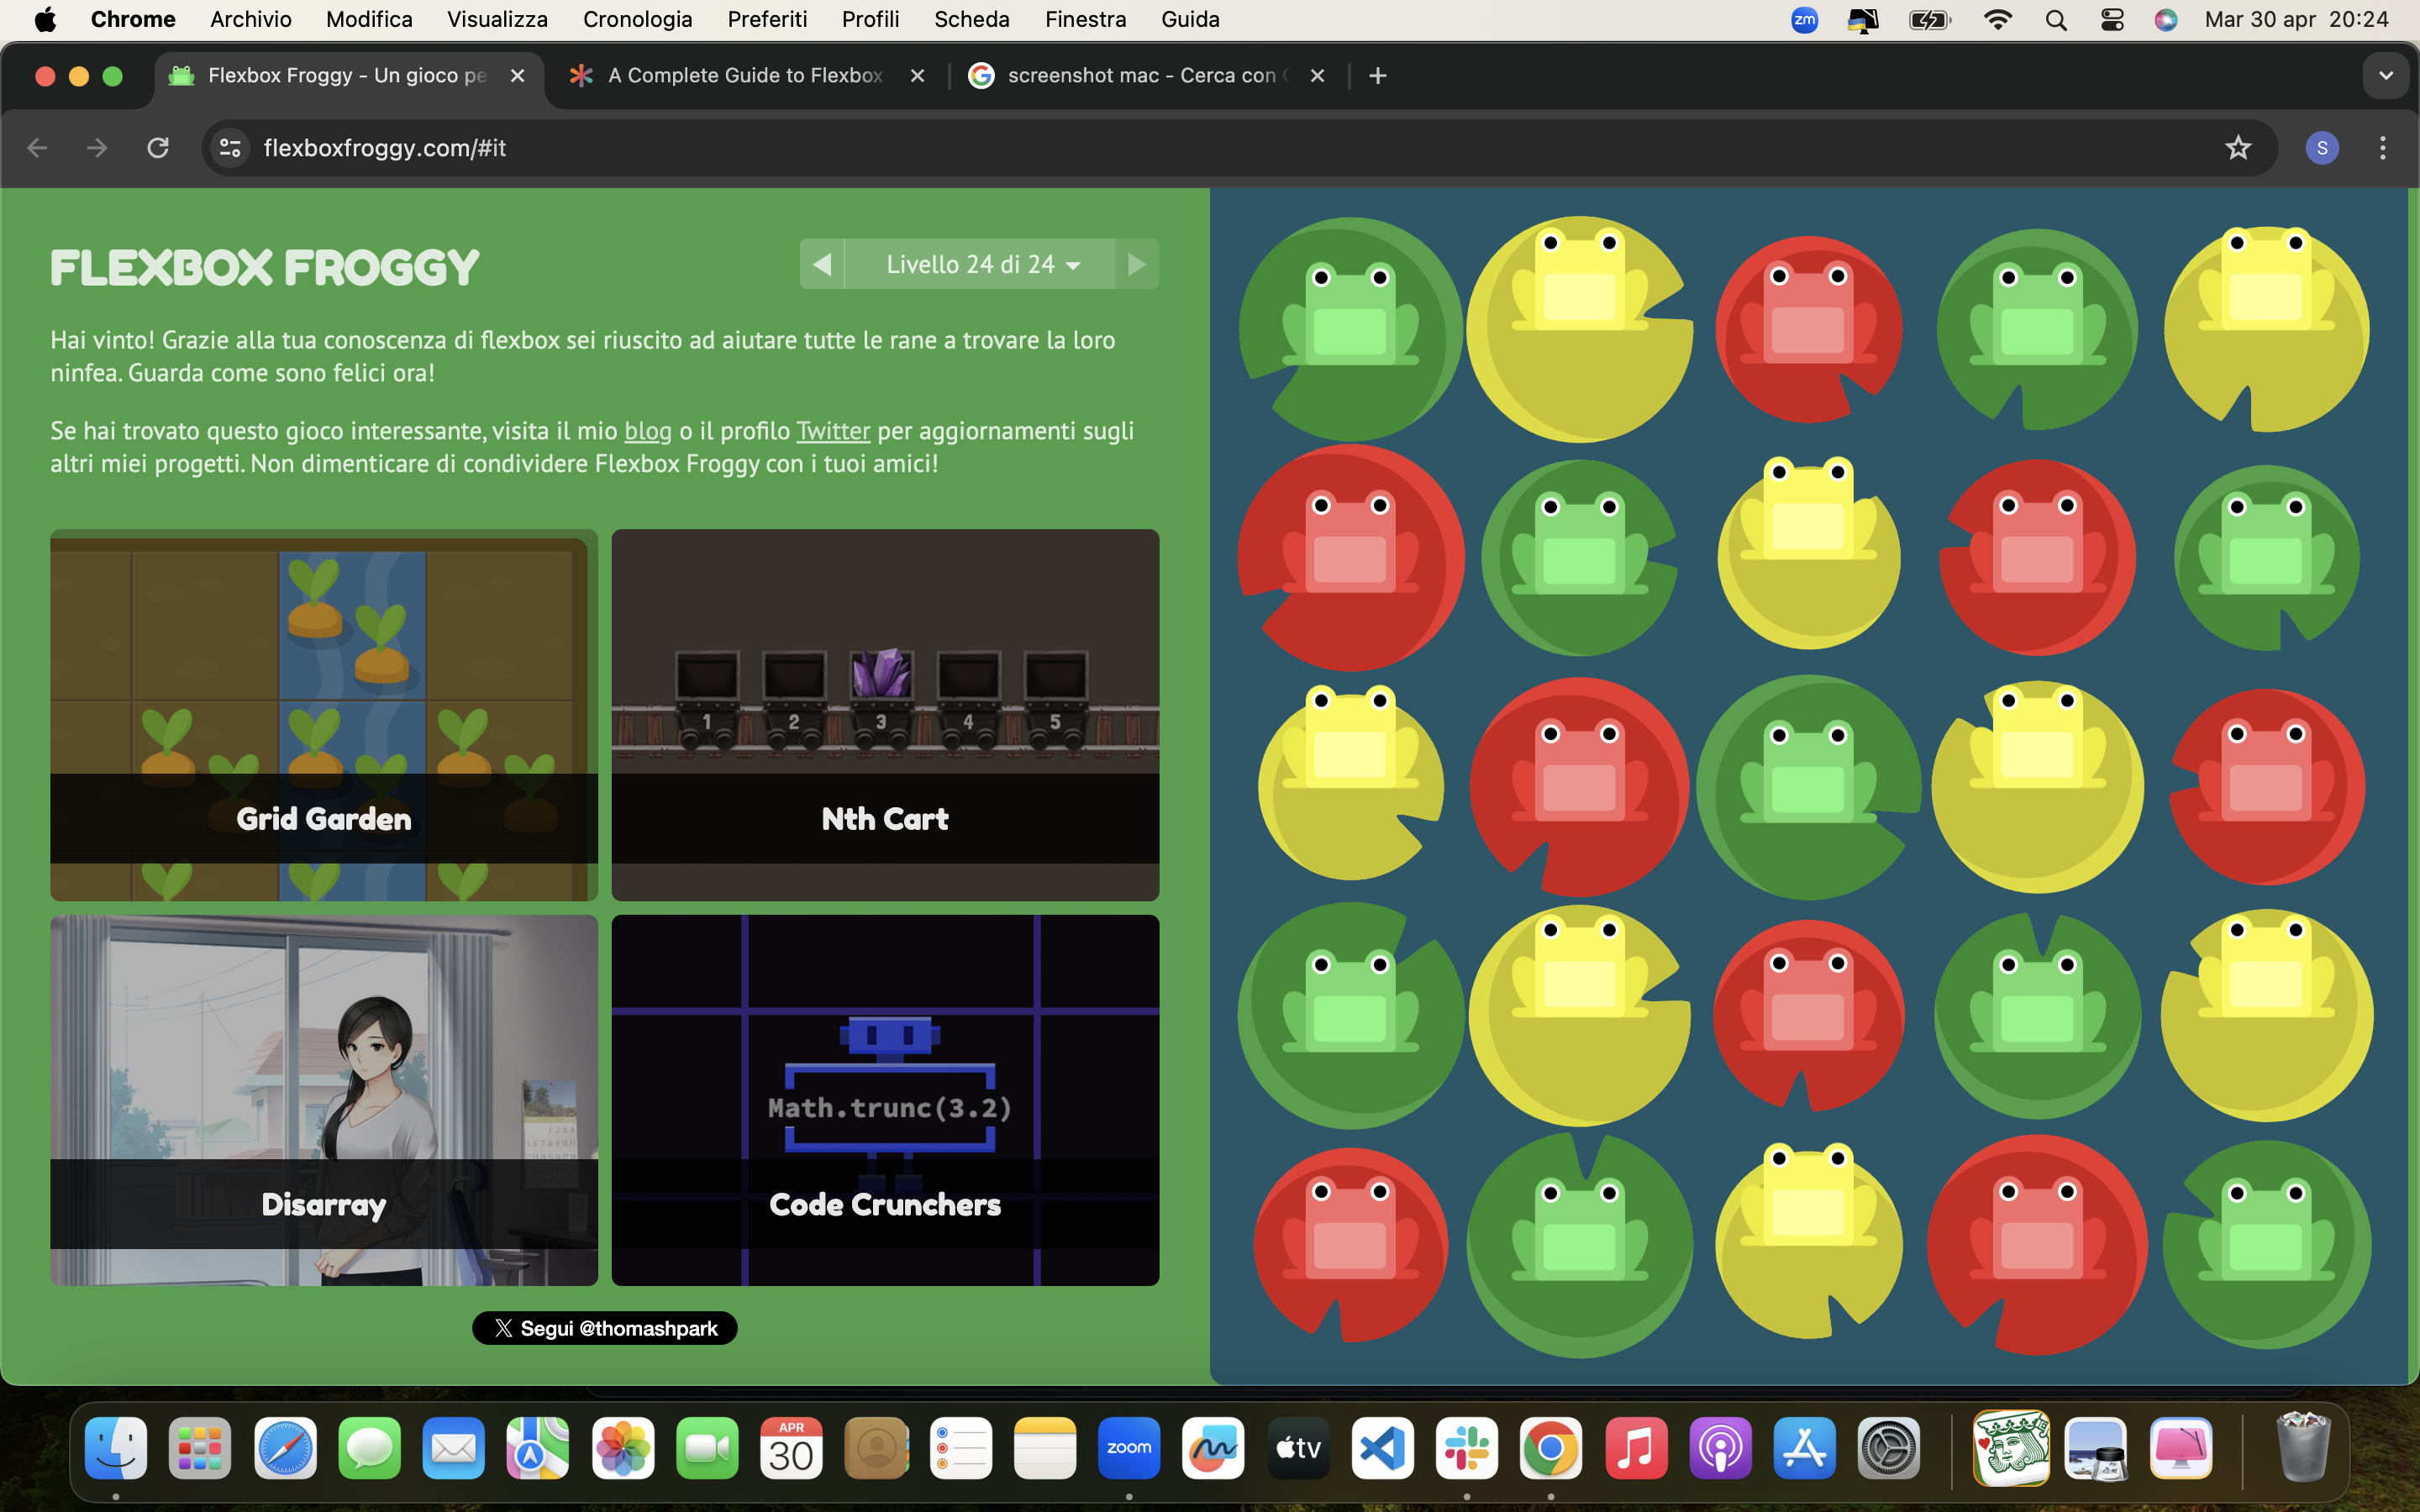 Chrome Archivio Modifica Visualizza Cronologia Preferiti Profili Scheda Finestra Guida zm Mar 30 apr 20:24
Flexbox Froggy - Un gioco pe A Complete Guide to Flexbox screenshot mac - Cerca con
flexboxfroggy.com/#it S
FLEXBOX FROGGY
Livello 24 di 24
Hai vinto! Grazie alla tua conoscenza di flexbox sei riuscito ad aiutare tutte le rane a trovare la loro
ninfea. Guarda come sono felici ora!
Se hai trovato questo gioco interessante, visita il mio blog o il profilo Twitter per aggiornamenti sugli
altri miei progetti. Non dimenticare di condividere Flexbox Froggy con i tuoi amici!
1 2 3 4 5
Grid Garden
Nth Cart
Math.trunc(3.2)
Disarray
Code Crunchers
X Segui @thomashpark
APR
30
zoom
tv